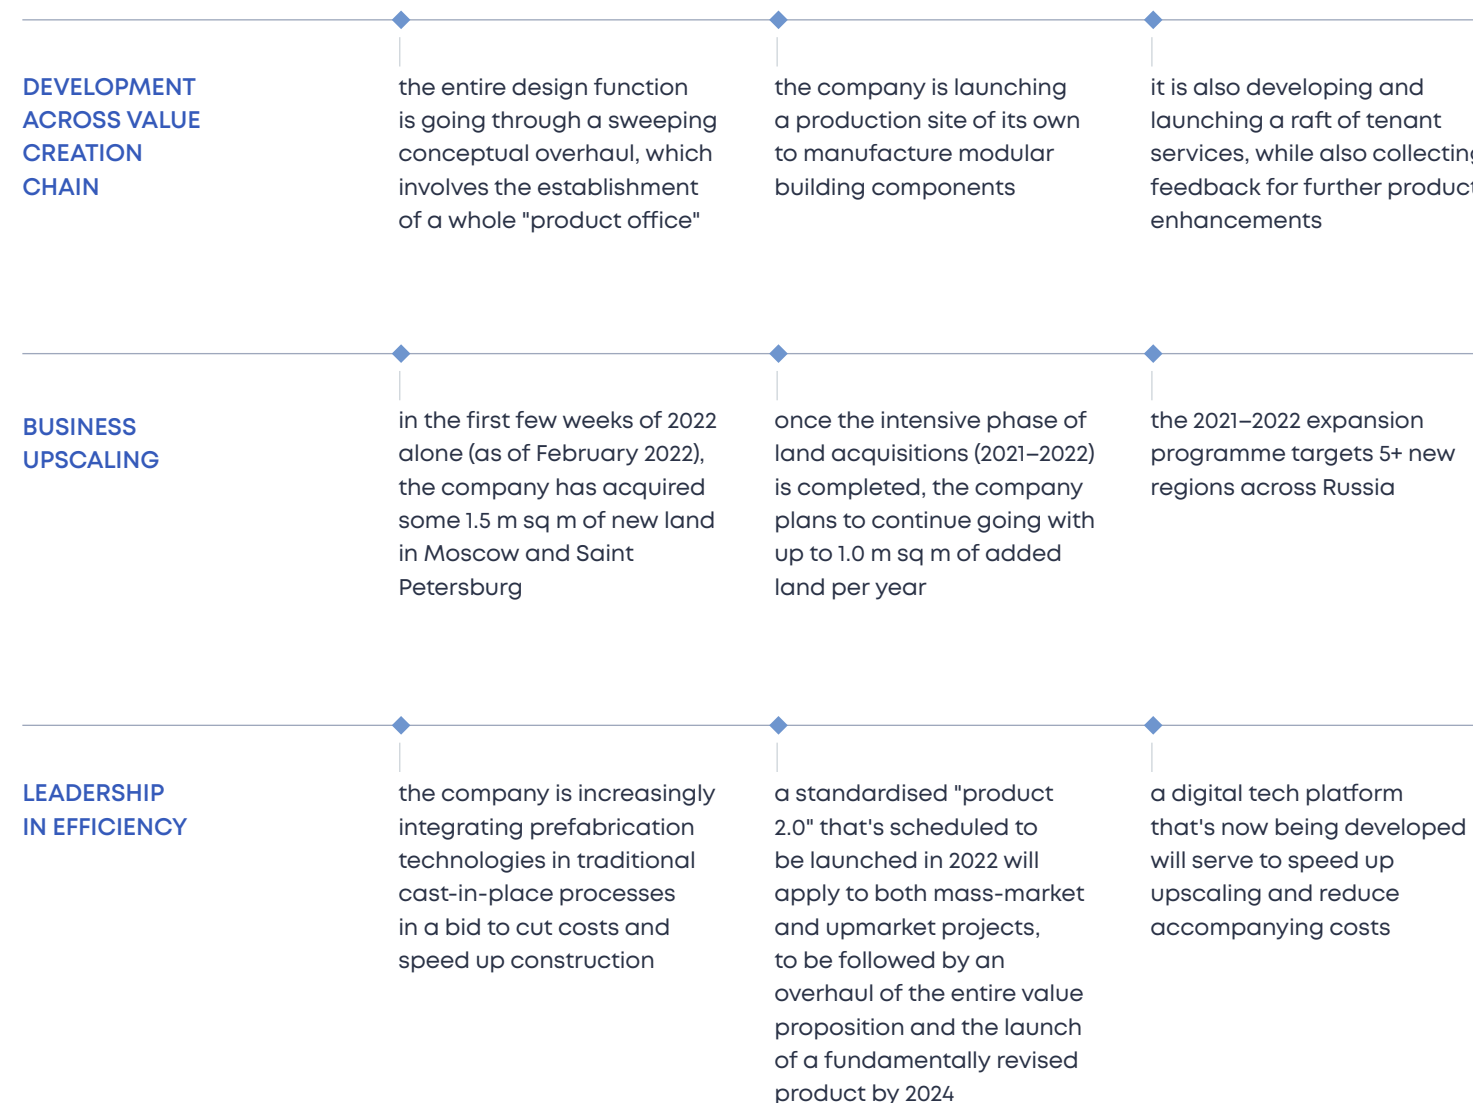 DEVELOPMENT
ACROSS VALUE
CREATION
CHAIN
the entire design function
is going through a sweeping
conceptual overhaul, which
involves the establishment
of a whole "product office"
the company is launching
a production site of its own
to manufacture modular
building components
it is also developing and
launching a raft of tenant
services, while also collecting
feedback for further product
enhancements
BUSINESS
UPSCALING
in the first few weeks of 2022
alone (as of February 2022),
the company has acquired
some 1.5 m sq m of new land
in Moscow and Saint
Petersburg
once the intensive phase of
land acquisitions (2021–2022)
is completed, the company
plans to continue going with
up to 1.0 m sq m of added
land per year
the 2021–2022 expansion
programme targets 5+ new
regions across Russia
LEADERSHIP
IN EFFICIENCY
the company is increasingly
integrating prefabrication
technologies in traditional
cast-in-place processes
in a bid to cut costs and
speed up construction
a standardised "product
2.0" that's scheduled to
be launched in 2022 will
apply to both mass-market
and upmarket projects,
to be followed by an
overhaul of the entire value
proposition and the launch
of a fundamentally revised
product by 2024
a digital tech platform
that's now being developed
will serve to speed up
upscaling and reduce
accompanying costs